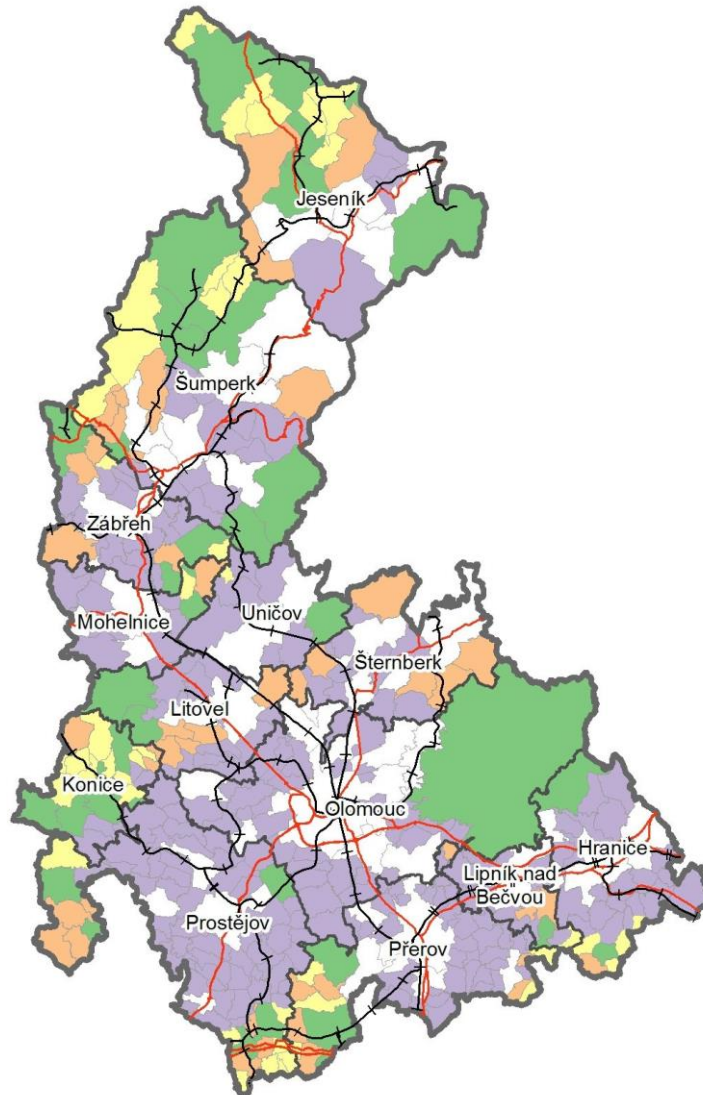 Jeseník
Šumperk
Zábřeh
Mohelnice
Uničov
Šternberk
Litovel
Konice
Olomouc
Hranice
Lipník nad
Bečvou
Prostějov
Přerov